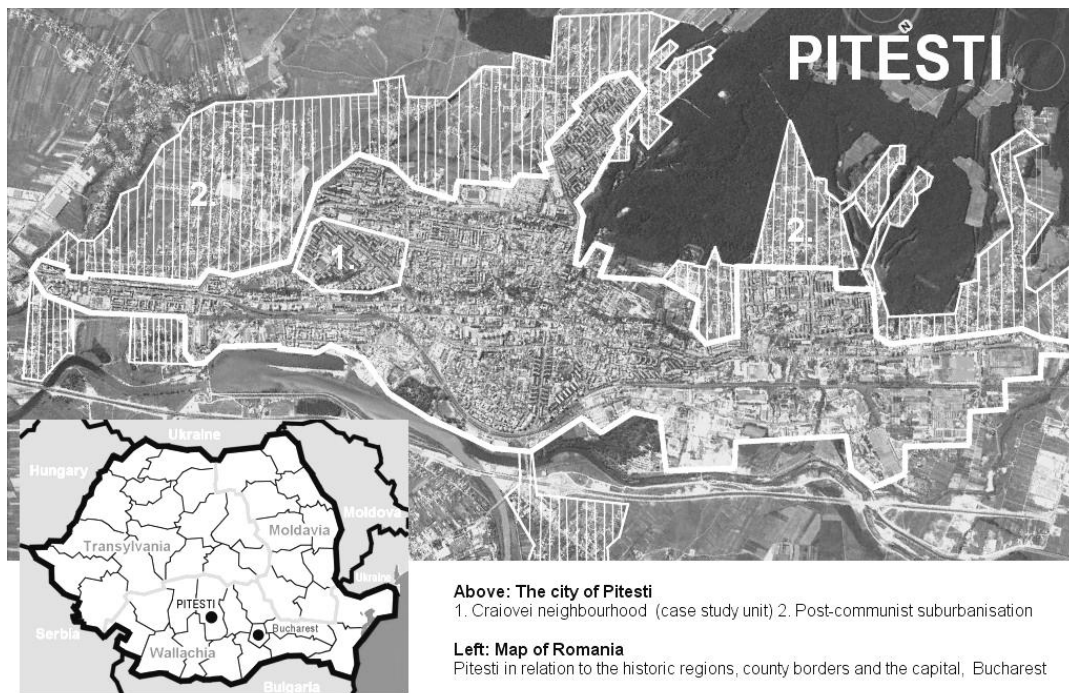 PITESTI
N
2.
1
2.
Ukraine
Hungary
Moldova
Moldavia
Transylvania
Ukraine
PITESTI
Bucharest
Serbia
Wallachia
Bulgaria
Above: The city of Pitesti
1. Craiovei neighbourhood (case study unit) 2. Post-communist suburbanisation
Left: Map of Romania
Pitesti in relation to the historic regions, county borders and the capital, Bucharest